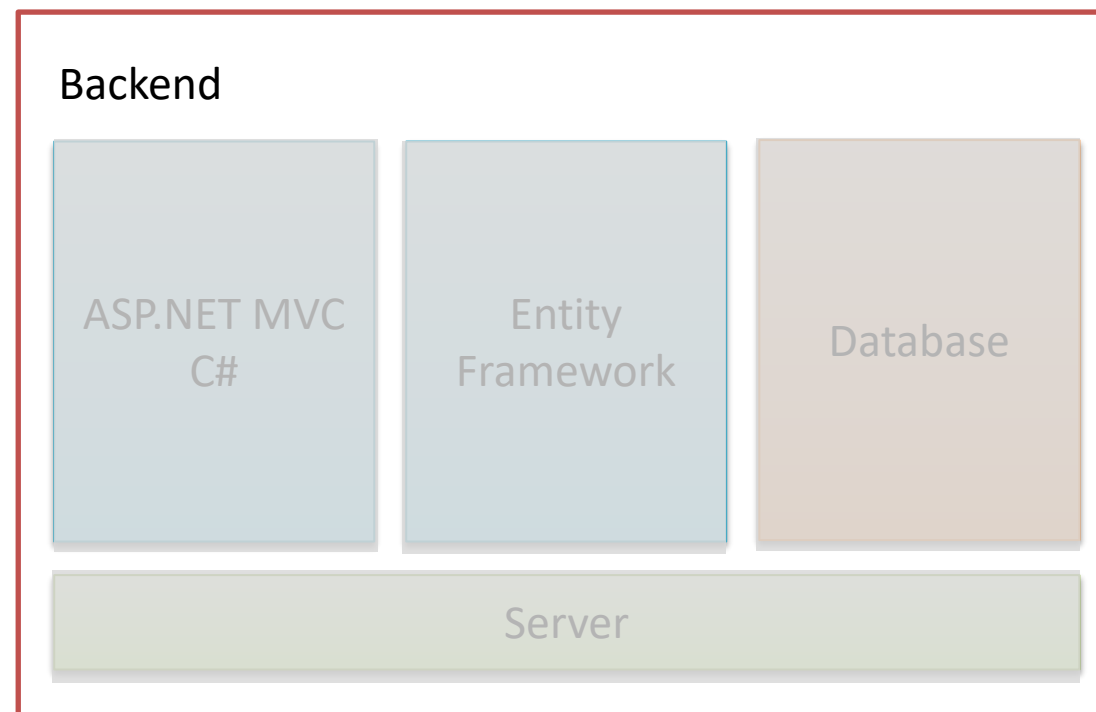 Backend
ASP.NET MVC
C#
Entity
Framework
Database
Server